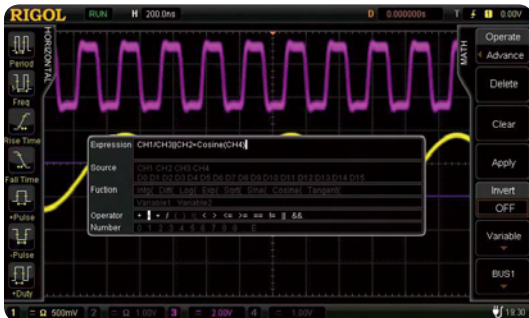 RIGOL RUN H 200.0ns D 0.000000s T 1 0.00V
HORIZONTAL
Period
Freq
Rise Time
Fall Time
+Pulse
-Pulse
+Duty
MATH
Operate
Advance
Delete
Clear
Apply
Invert
OFF
Variable
BUS1
Expression CH1/CH3||CH2+Cosine(CH4)
Source CH1 CH2 CH3 CH4
D0 D1 D2 D3 D4 D5 D6 D7 D8 D9 D10 D11 D12 D13 D14 D15
Fuction Intg( Diff( Log( Exp( Sqrt( Sine( Cosine( Tangent(
Variable1 Variable2
Operator + - * / ( ) !( < > <= >= == != || &&
Number 0 1 2 3 4 5 6 7 8 9 . E
1 = Ω 500mV 2 = Ω 1.00V 3 = 2.00V 4 = 1.00V 19:30